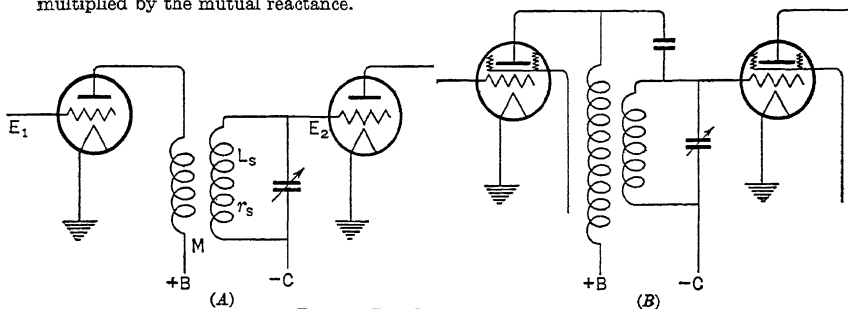 multiplied by the mutual reactance.
E₁
E₂
Lₛ
rₛ
M
+B
−C
(A)
+B
−C
(B)